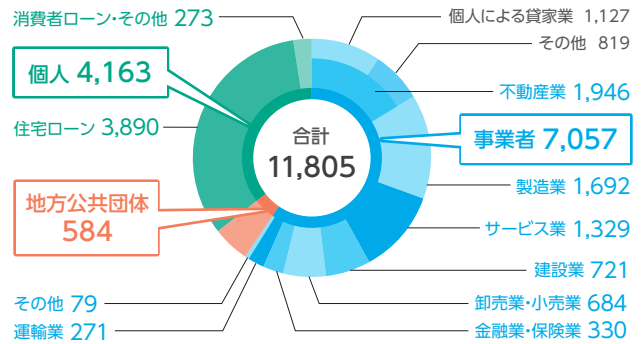 消費者ローン・その他 273
個人 4,163
住宅ローン 3,890
地方公共団体
584
その他 79
運輸業 271
合計
11,805
個人による貸家業 1,127
その他 819
不動産業 1,946
事業者 7,057
製造業 1,692
サービス業 1,329
建設業 721
卸売業・小売業 684
金融業・保険業 330